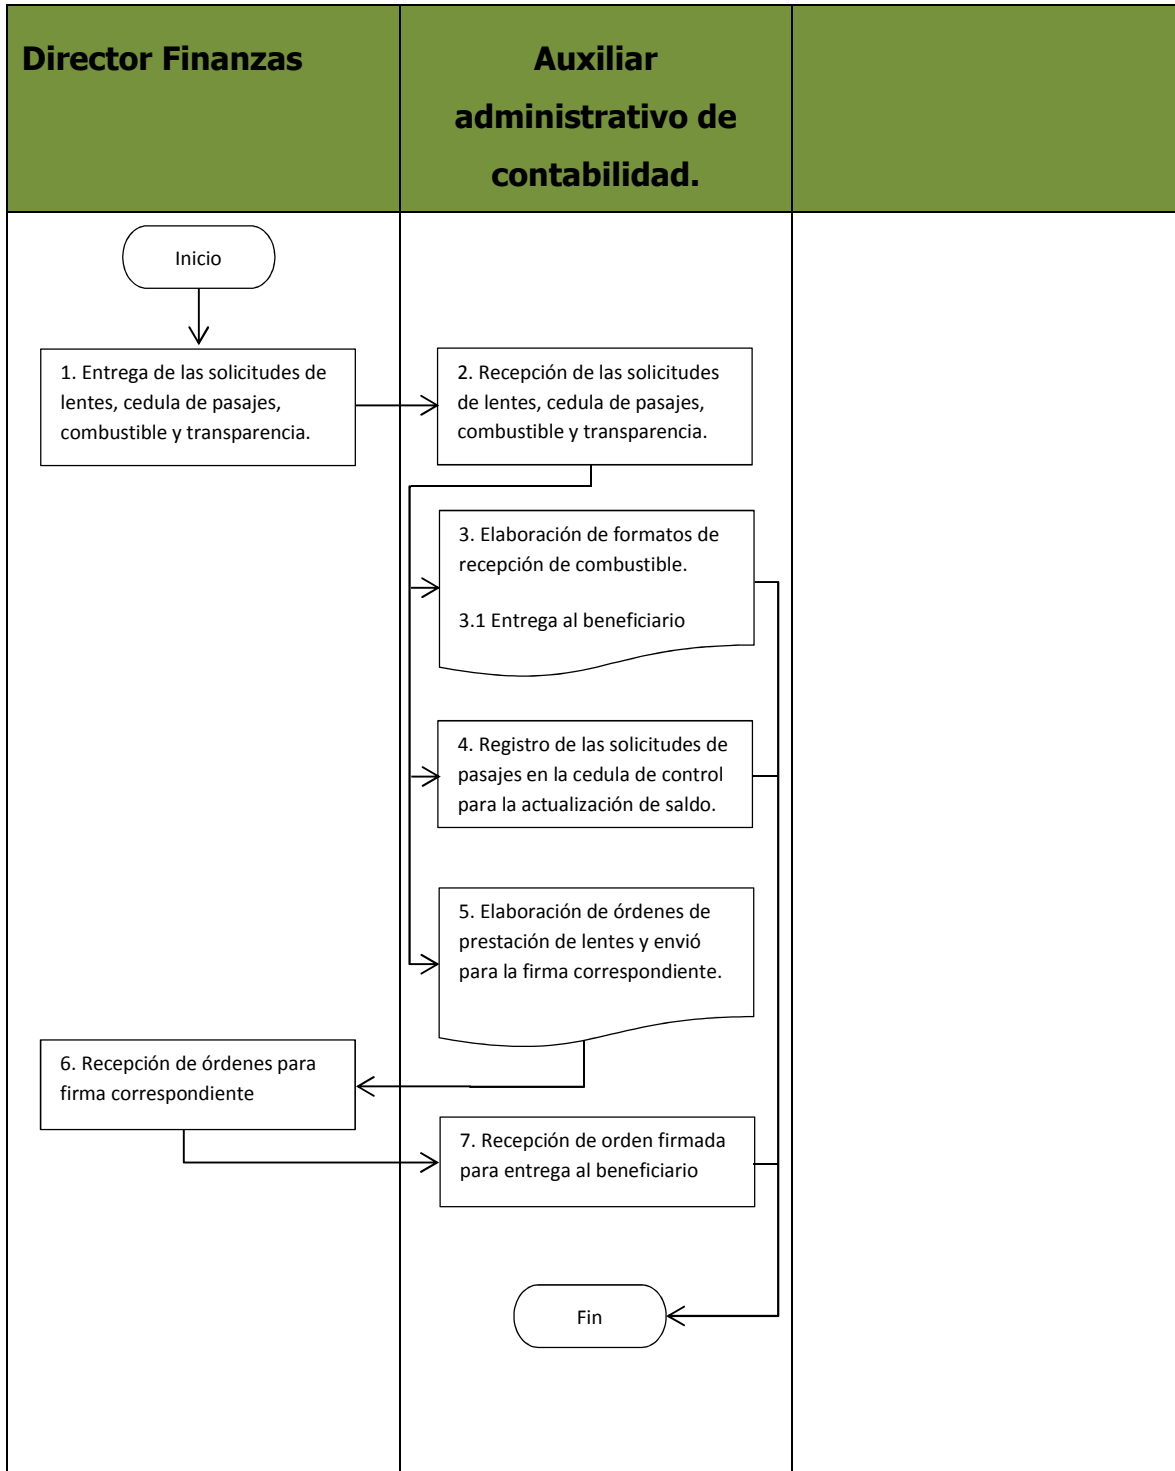 Director Finanzas
Auxiliar
administrativo de
contabilidad.
Inicio
1. Entrega de las solicitudes de
lentes, cedula de pasajes,
combustible y transparencia.
2. Recepción de las solicitudes
de lentes, cedula de pasajes,
combustible y transparencia.
3. Elaboración de formatos de
recepción de combustible.
3.1 Entrega al beneficiario
4. Registro de las solicitudes de
pasajes en la cedula de control
para la actualización de saldo.
5. Elaboración de órdenes de
prestación de lentes y envió
para la firma correspondiente.
6. Recepción de órdenes para
firma correspondiente
7. Recepción de orden firmada
para entrega al beneficiario
Fin